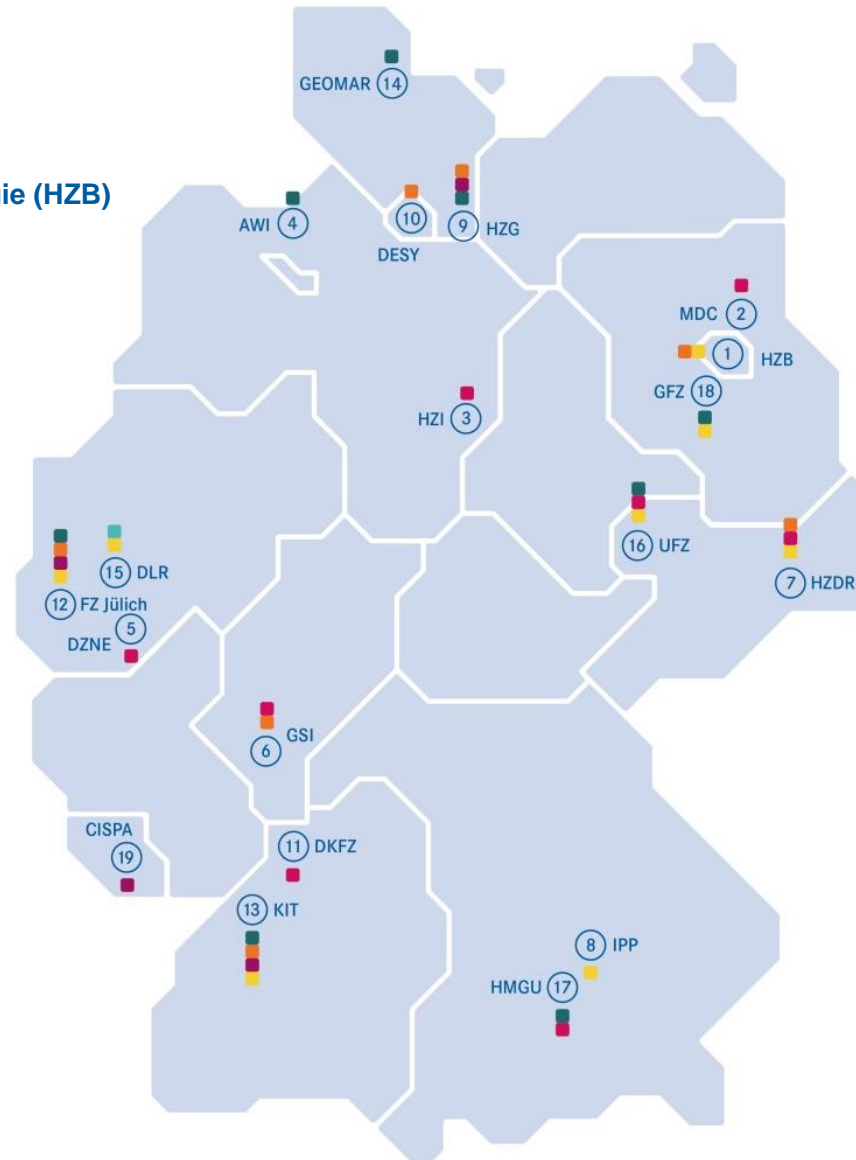 GEOMAR 14
gie (HZB)
AWI 4
10
DESY
9 HZG
MDC 2
1 HZB
GFZ 18
HZI 3
16 UFZ
7 HZDR
15 DLR
12 FZ Jülich
5
DZNE
6 GSI
CISPA
19
11 DKFZ
13 KIT
8 IPP
HMGU 17